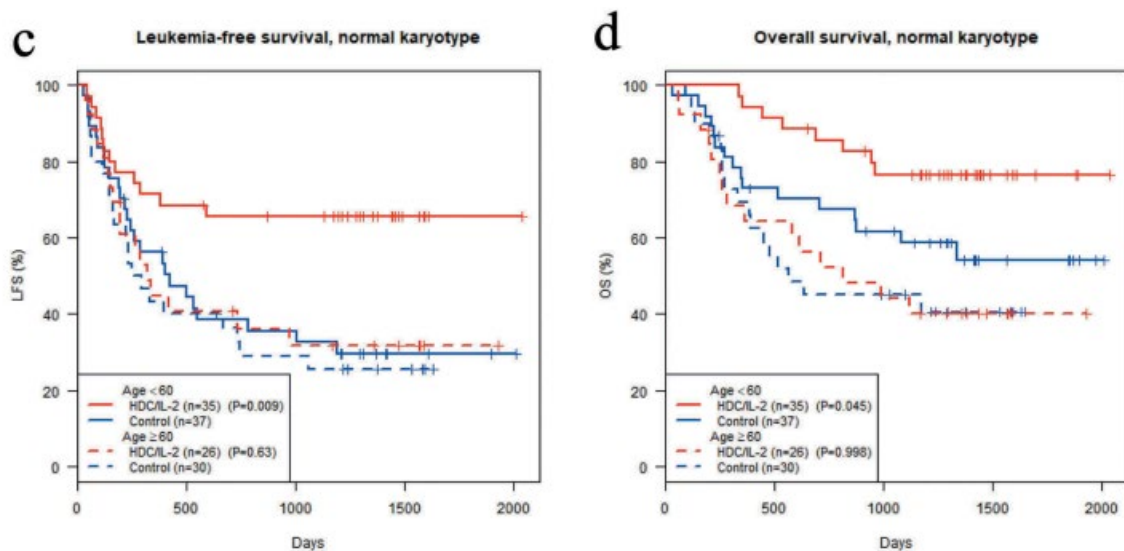 c
Leukemia-free survival, normal karyotype
LFS (%)
100
80
60
40
20
0
Age <60
HDC/IL-2 (n=35) (P=0.009)
Control (n=37)
Age ≥60
HDC/IL-2 (n=26) (P=0.63)
Control (n=30)
0 500 1000 1500 2000
Days
d
Overall survival, normal karyotype
OS (%)
100
80
60
40
20
0
Age <60
HDC/IL-2 (n=35) (P=0.045)
Control (n=37)
Age ≥60
HDC/IL-2 (n=26) (P=0.998)
Control (n=30)
0 500 1000 1500 2000
Days